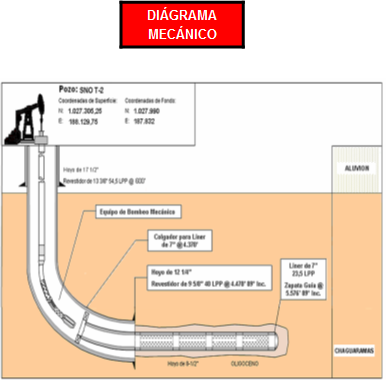 DIÁGRAMA
MECÁNICO
Pozo: SNO T-2
Coordenadas de Superficie: Coordenadas de Fondo:
N: 1.027.306,25 N: 1.027.990
E: 188.129,75 E: 187.832
Hoyo de 17 1/2"
Revestidor de 13 3/8" 54,5 LPP @ 600'
ALUVION
Equipo de Bombeo Mecánico
Colgador para Liner
de 7" @4.370'
Hoyo de 12 1/4"
Revestidor de 9 5/8" 40 LPP @ 4.478' 89° Inc.
Liner de 7"
23,5 LPP
Zapata Guía @
5.576' 89° Inc.
Hoyo de 8-1/2" OLIGOCENO
CHAGUARAMAS